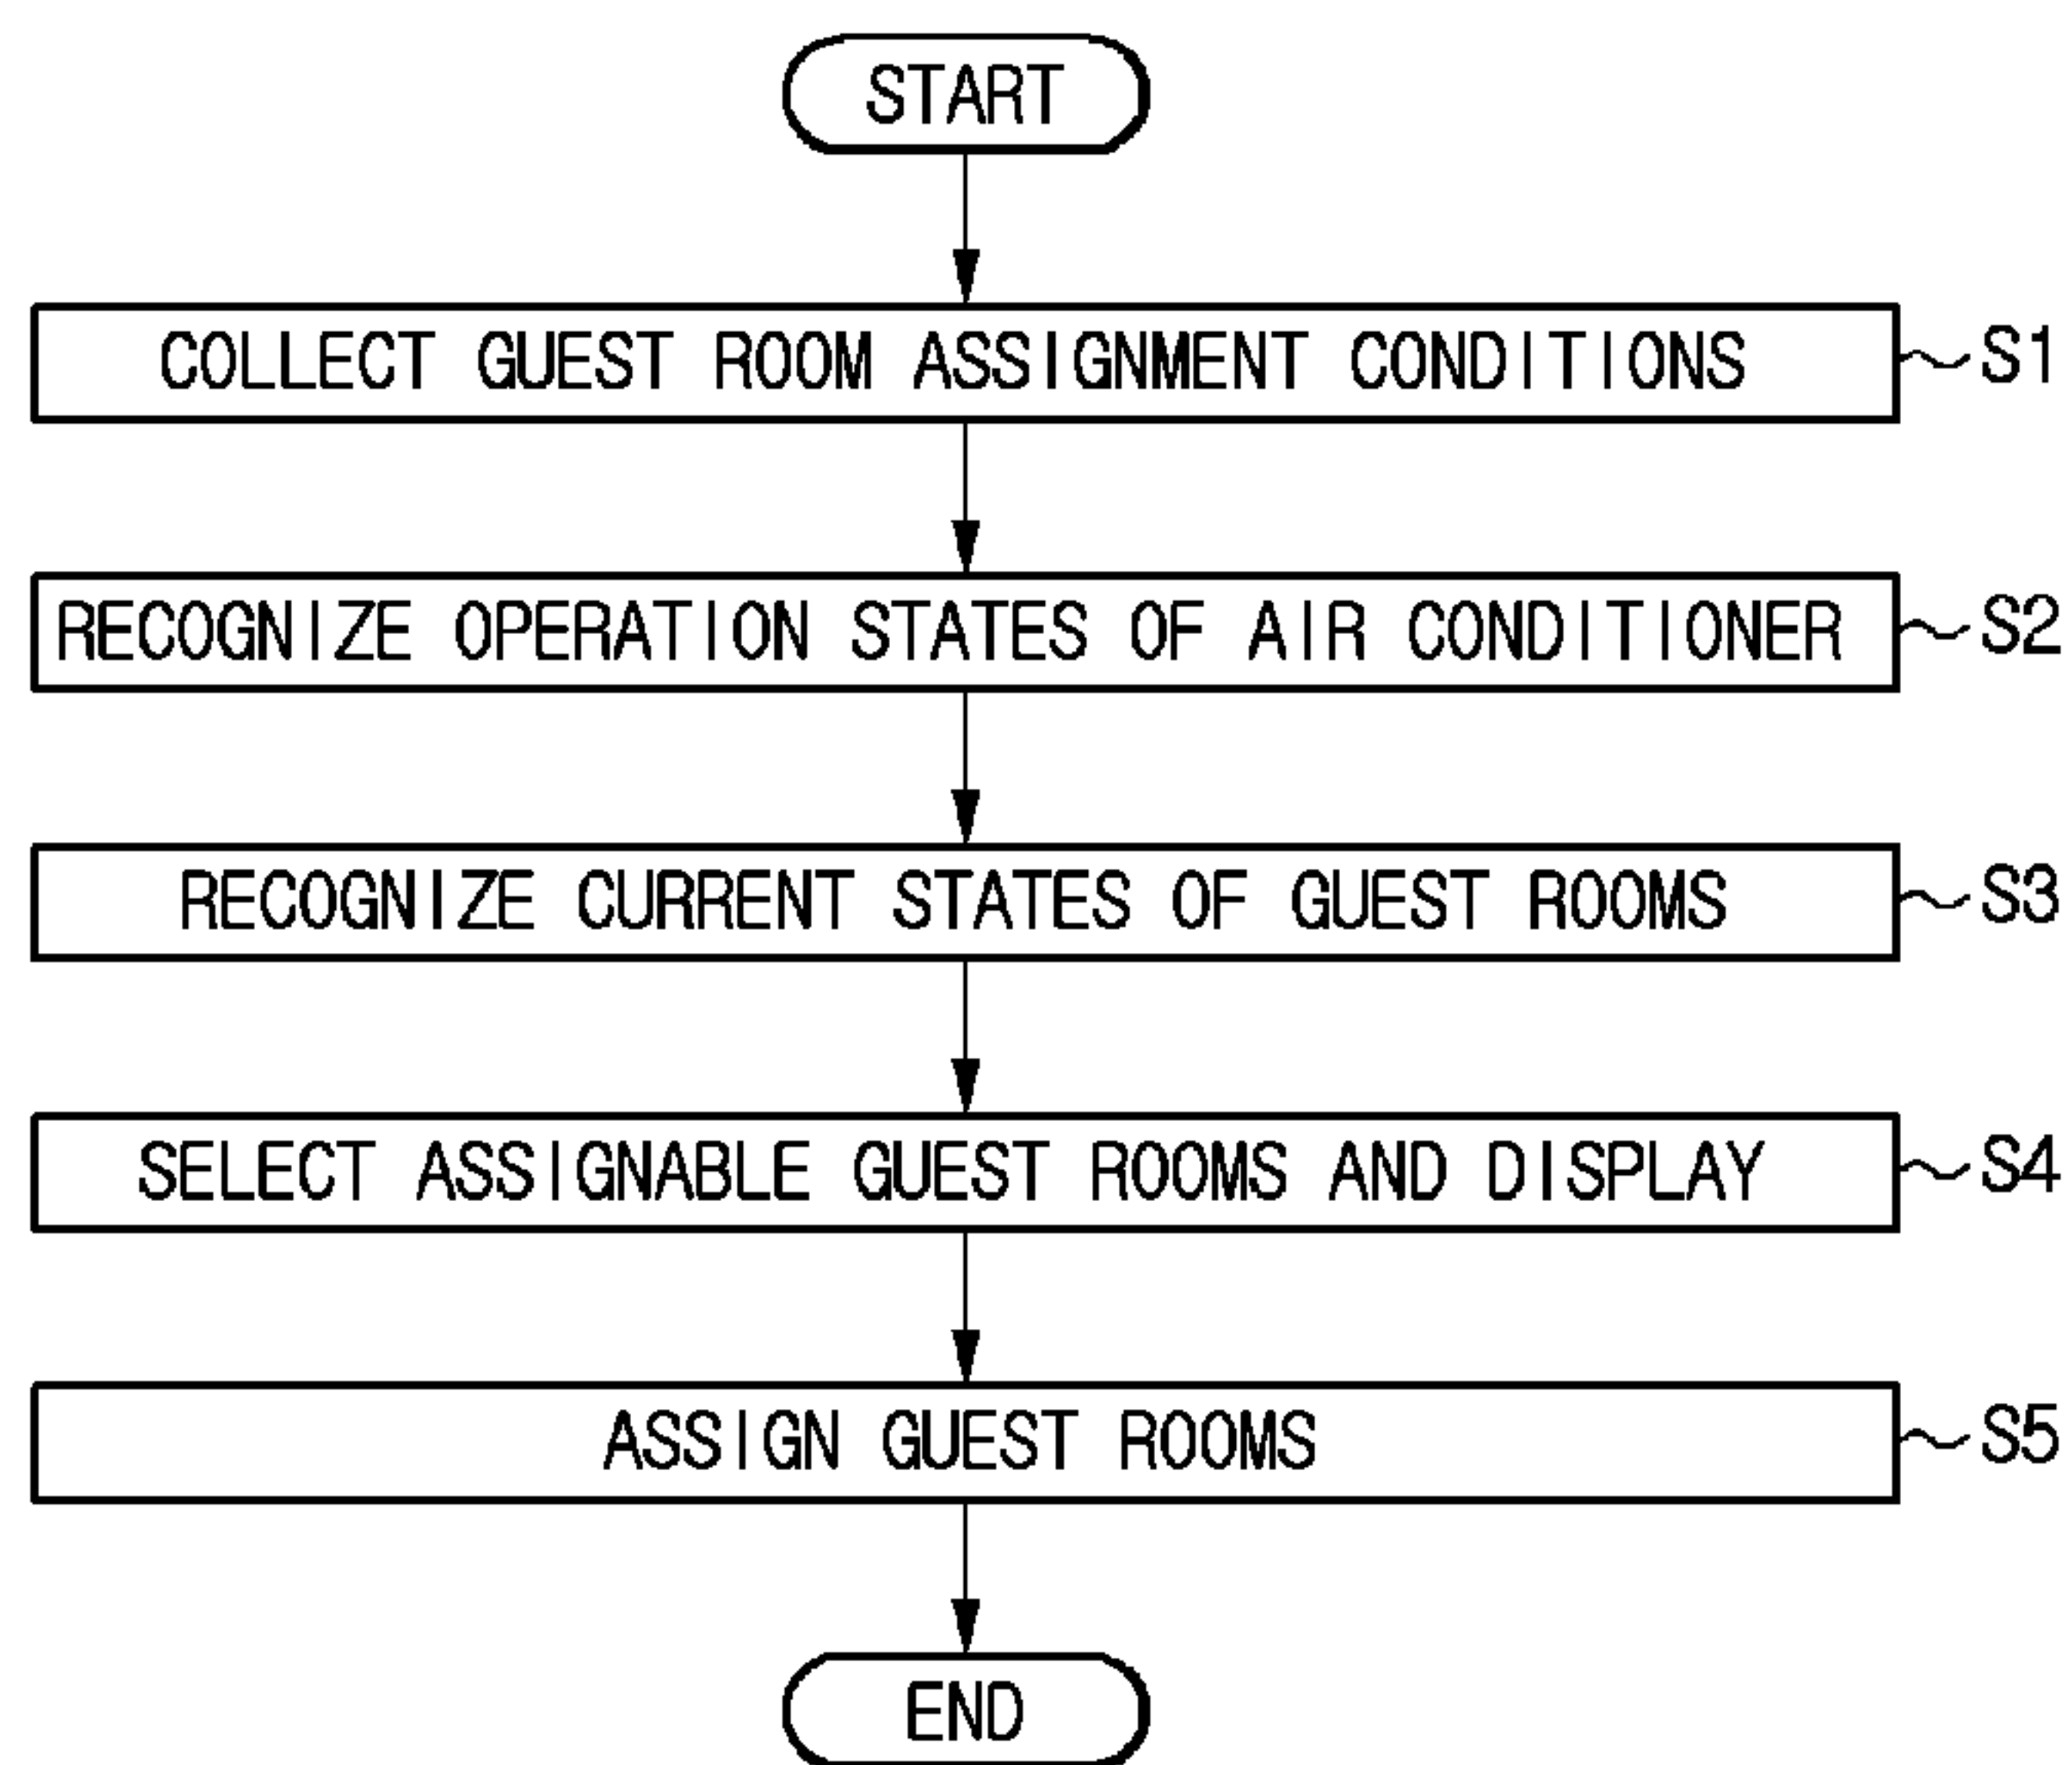 START
COLLECT GUEST ROOM ASSIGNMENT CONDITIONS S1
RECOGNIZE OPERATION STATES OF AIR CONDITIONER S2
RECOGNIZE CURRENT STATES OF GUEST ROOMS S3
SELECT ASSIGNABLE GUEST ROOMS AND DISPLAY S4
ASSIGN GUEST ROOMS S5
END